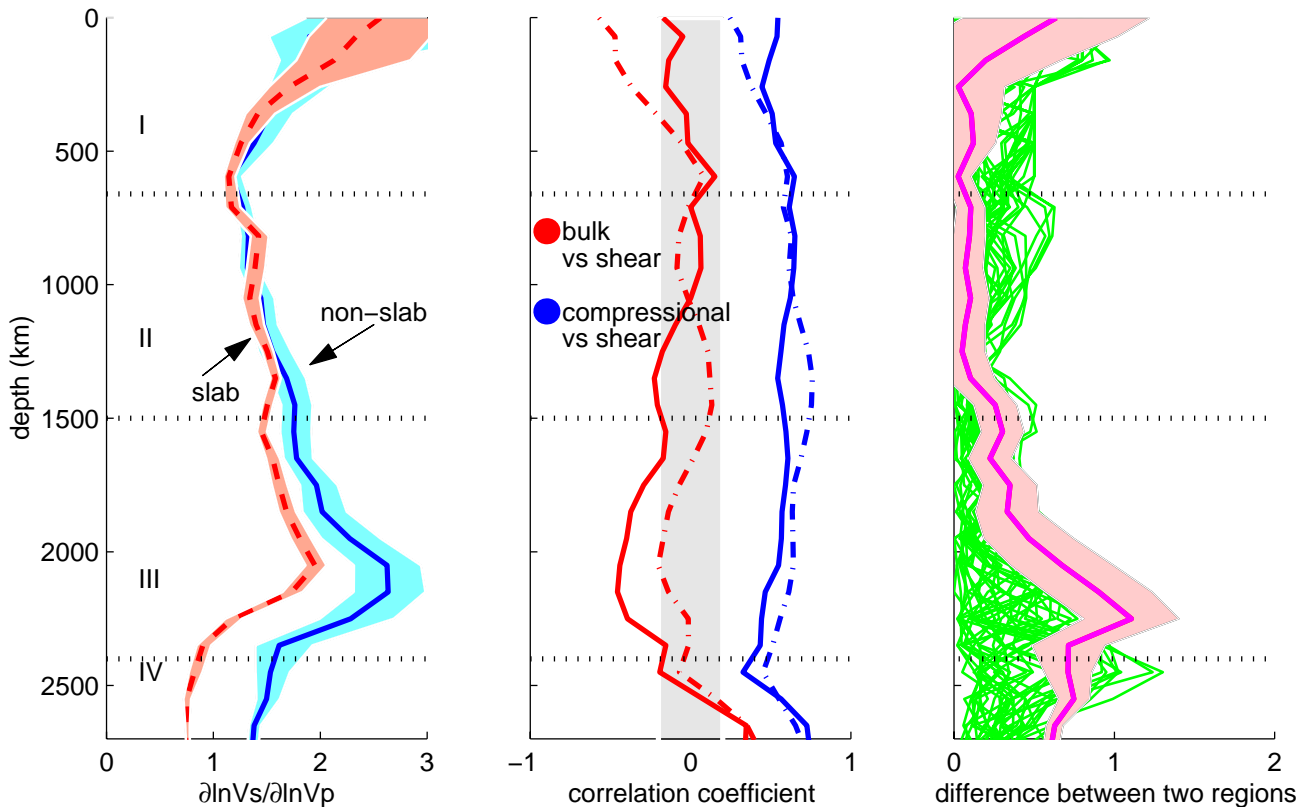 0
500
1000
1500
2000
2500
depth (km)
I
II
III
IV
slab
non−slab
0
1
2
3
∂lnVs/∂lnVp
bulk
vs shear
compressional
vs shear
−1
0
1
correlation coefficient
0
1
2
difference between two regions